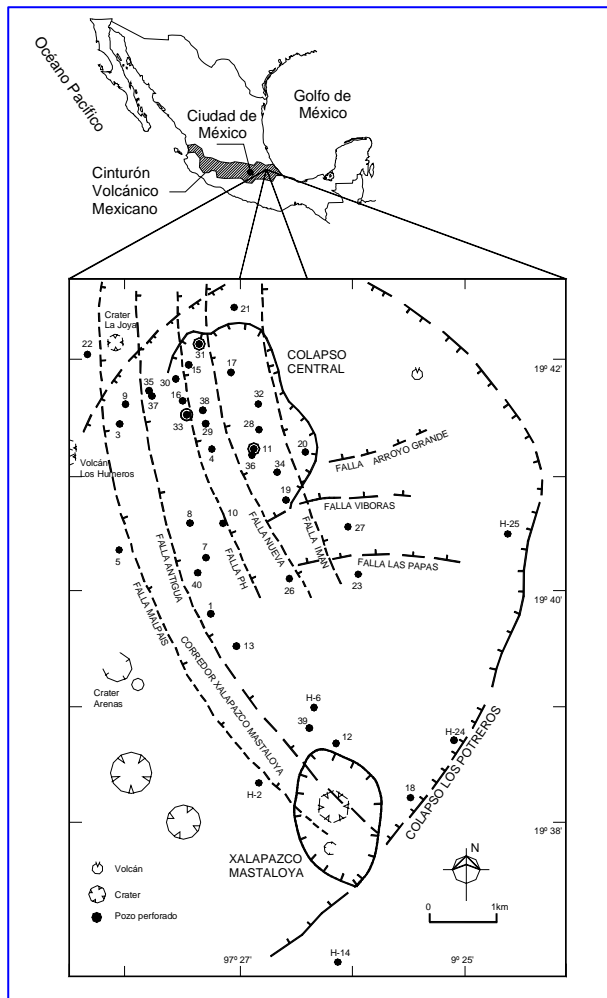 Océano Pacífico
Golfo de
México
Ciudad de
México
Cinturón
Volcánico
Mexicano
21
Crater
La Joya
22
31
15
17
COLAPSO
CENTRAL
19º 42'
35
30
9
37
16
38
32
33
29
28
3
4
11
36
20
34
FALLA ARROYO GRANDE
Volcán
Los Humeros
19
FALLA VIBORAS
8
10
27
H-25
5
7
40
FALLA ANTIGUA
FALLA PH
FALLA NUEVA
FALLA IMAN
FALLA LAS PAPAS
26
23
19º 40'
FALLA MALPAIS
1
13
CORREDOR XALAPAZCO MASTALOYA
Crater
Arenas
H-6
39
12
H-24
H-2
18
COLAPSO LOS POTREROS
19º 38'
XALAPAZCO
MASTALOYA
N
Volcán
Crater
Pozo perforado
0 1km
H-14
97º 27'
9º 25'